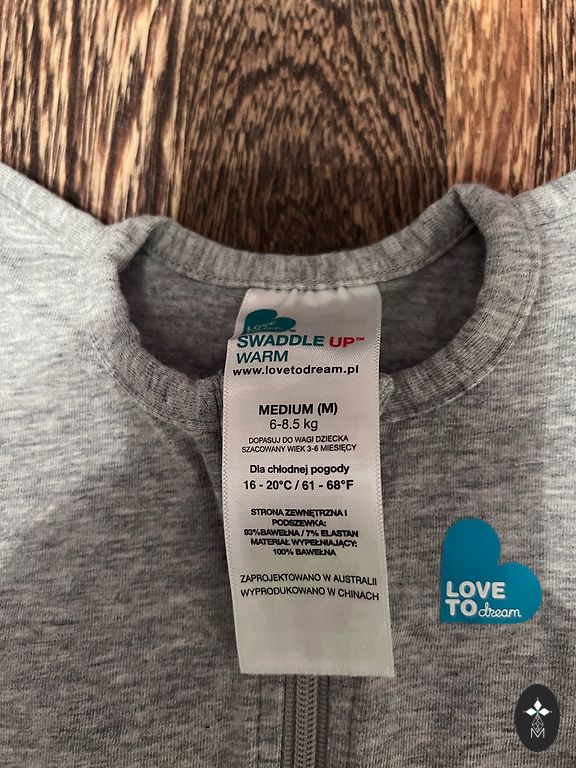 LOVE
SWADDLE UP™
WARM
www.lovetodream.pl
MEDIUM (M)
6-8.5 kg
DOPASUJ DO WAGI DZIECKA
SZACOWANY WIEK 3-6 MIESIĘCY
Dla chłodnej pogody
16 - 20°C / 61 - 68°F
STRONA ZEWNĘTRZNA I
PODSZEWKA:
93%BAWEŁNA / 7% ELASTAN
MATERIAŁ WYPEŁNIAJĄCY:
100% BAWEŁNA
ZAPROJEKTOWANO W AUSTRALII
WYPRODUKOWANO W CHINACH
LOVE
TO dream
M